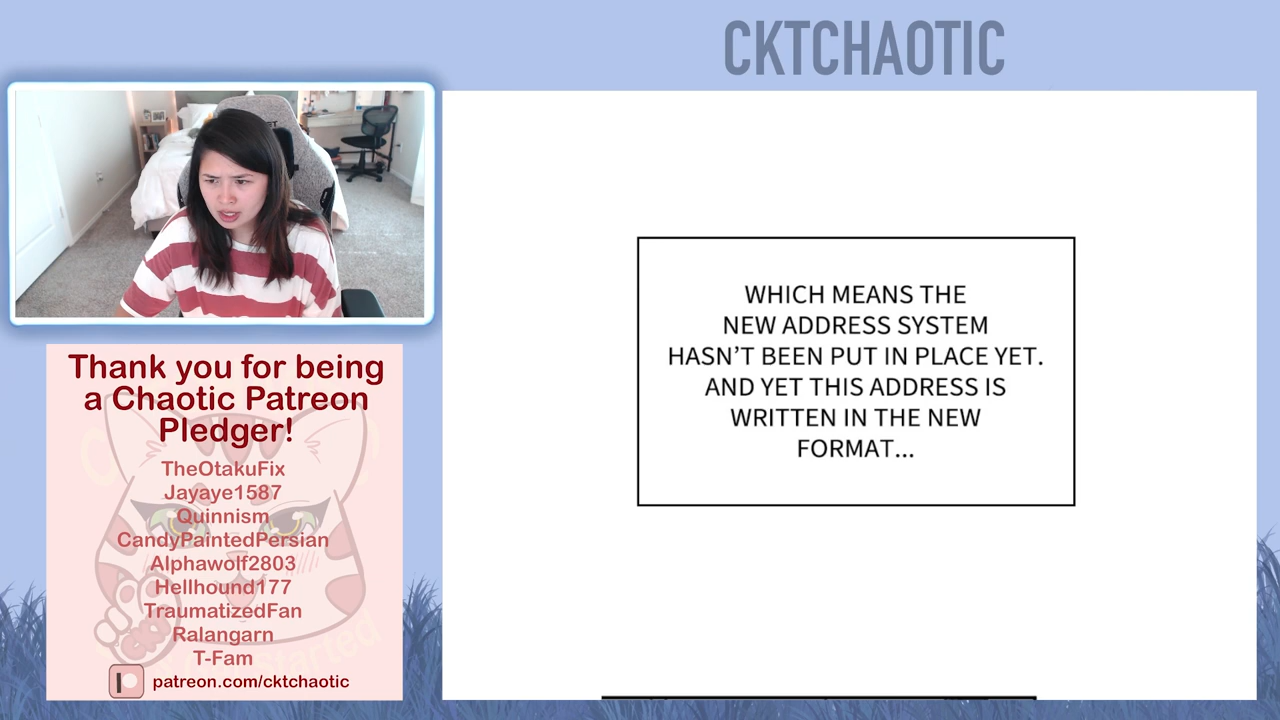 CKTCHAOTIC
WHICH MEANS THE
NEW ADDRESS SYSTEM
HASN'T BEEN PUT IN PLACE YET.
AND YET THIS ADDRESS IS
WRITTEN IN THE NEW
FORMAT...
Thank you for being
a Chaotic Patreon
Pledger!
TheOtakuFix
Jayaye1587
Quinnism
CandyPaintedPersian
Alphawolf2803
Hellhound177
TraumatizedFan
Ralangarn
T-Fam
patreon.com/cktchaotic